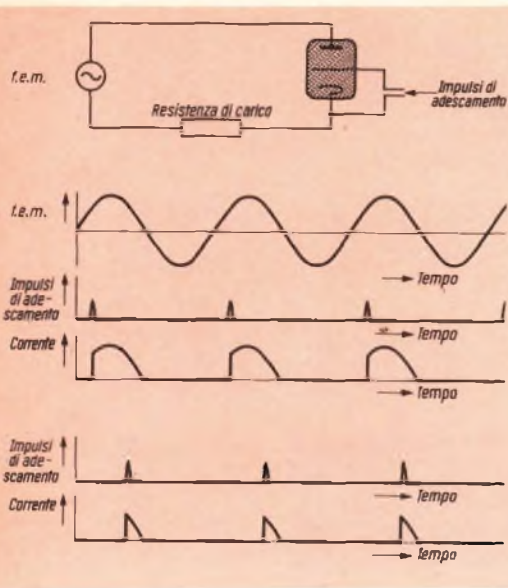 f.e.m.
Resistenza di carico
Impulsi di
adescamento
f.e.m.
Tempo
Impulsi
di ade-
scamento
Tempo
Corrente
Tempo
Impulsi
di ade-
scamento
Tempo
Corrente
Tempo